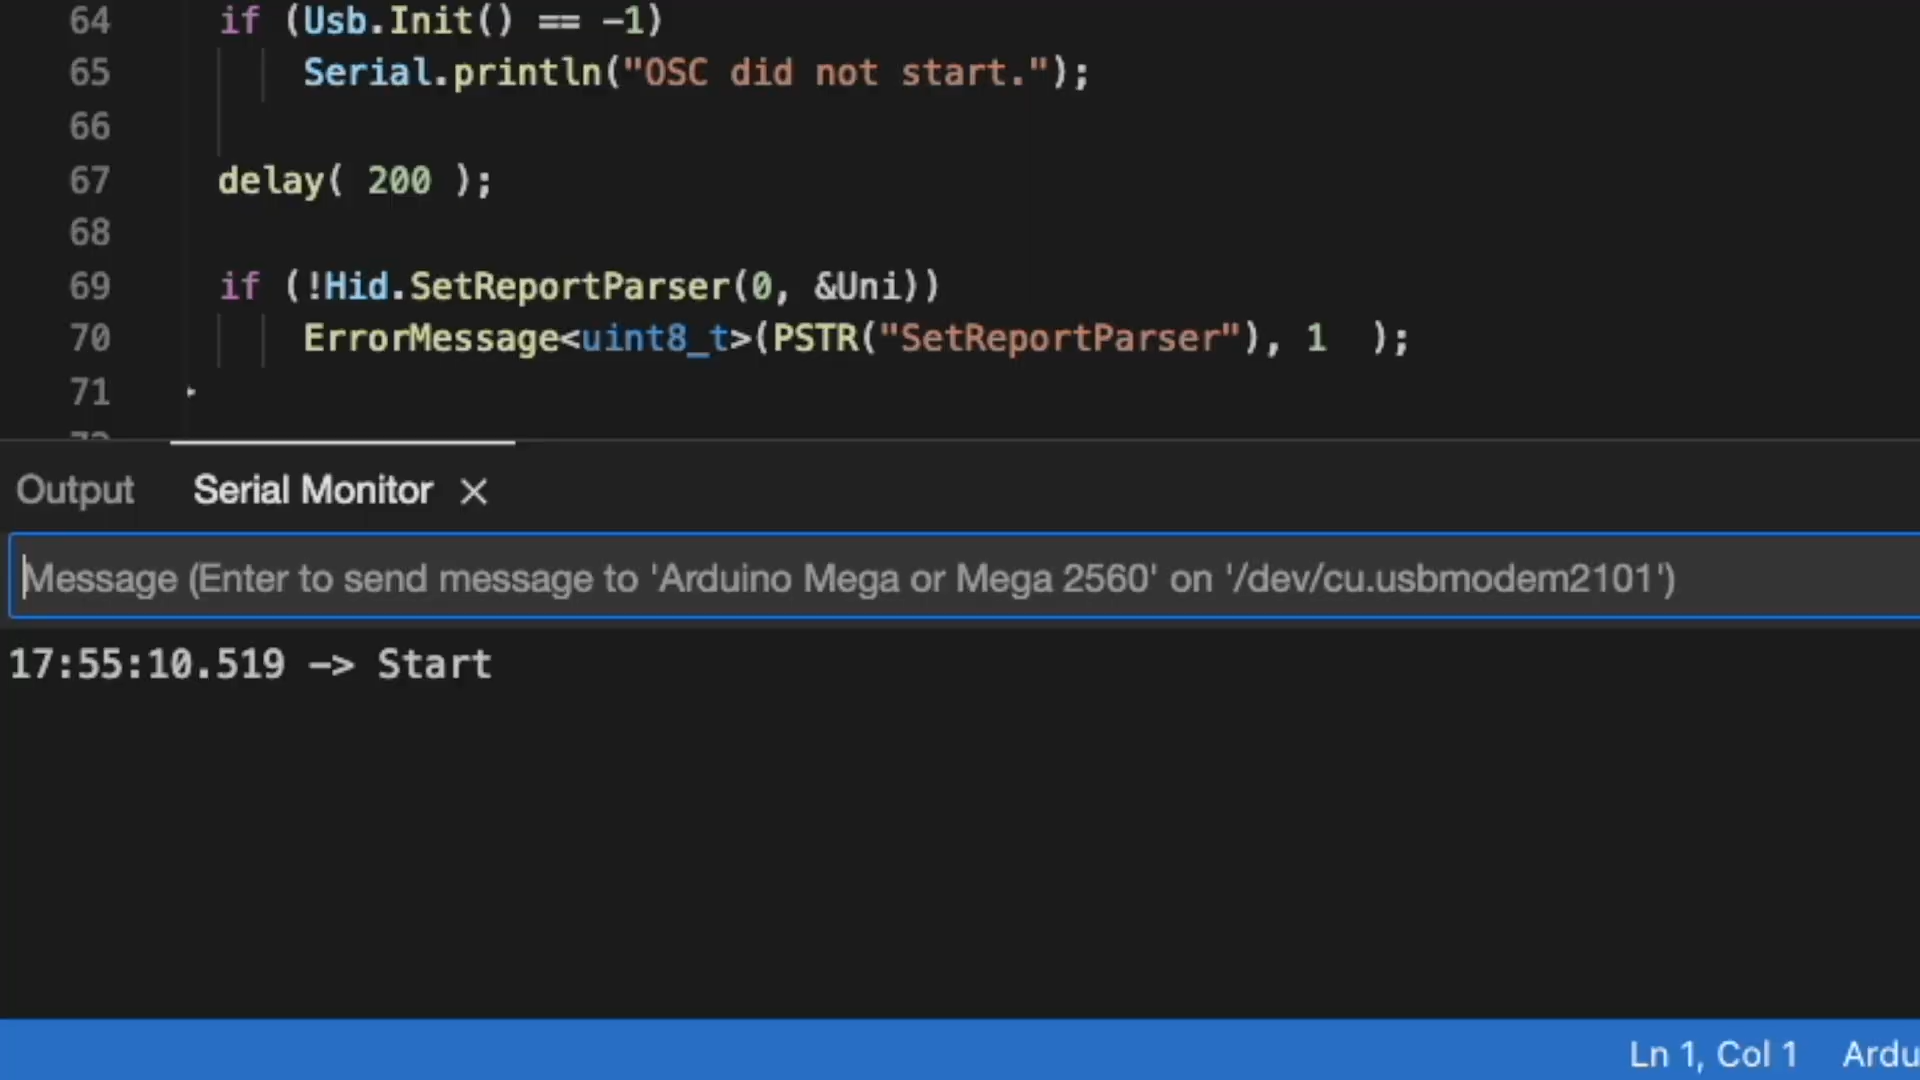 64 if (Usb.Init() == -1)
65 Serial.println("OSC did not start.");
66
67 delay( 200 );
68
69 if (!Hid.SetReportParser(0, &Uni))
70 ErrorMessage<uint8_t>(PSTR("SetReportParser"), 1  );
71
Output Serial Monitor
Message (Enter to send message to 'Arduino Mega or Mega 2560' on '/dev/cu.usbmodem2101')
17:55:10.519 -> Start
Ln 1, Col 1 Ardu